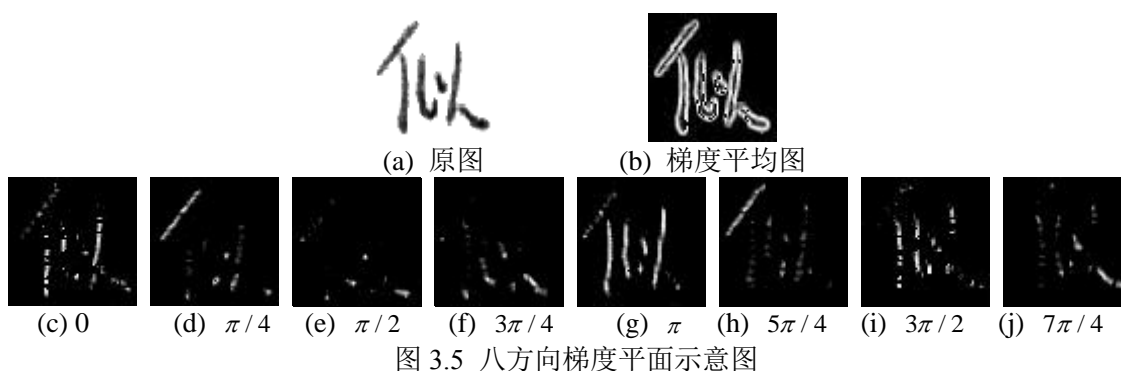 似
(a) 原图
(b) 梯度平均图
(c) 0
(d) π/4
(e) π/2
(f) 3π/4
(g) π
(h) 5π/4
(i) 3π/2
(j) 7π/4
图 3.5 八方向梯度平面示意图